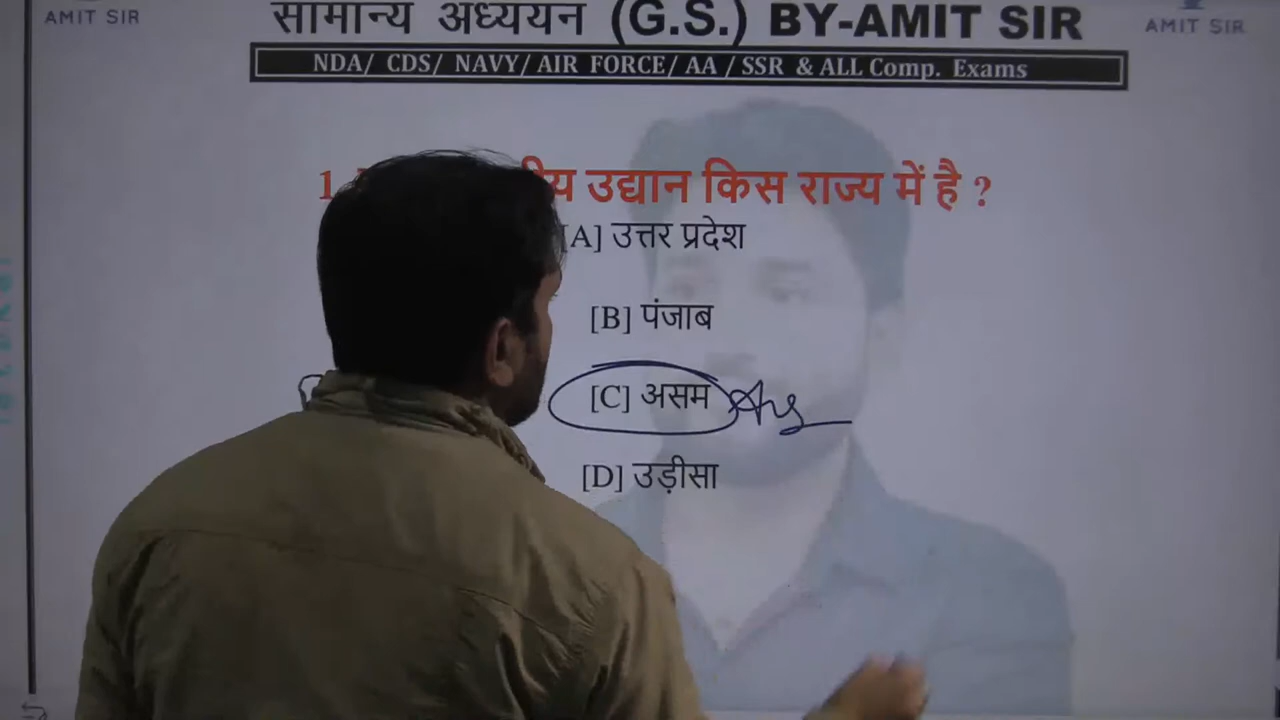 AMIT SIR
सामान्य अध्ययन (G.S.) BY-AMIT SIR
AMIT SIR
NDA/ CDS/ NAVY/ AIR FORCE/ AA / SSR & ALL Comp. Exams
1 उद्यान किस राज्य में है ?
[A] उत्तर प्रदेश
[B] पंजाब
[C] असम Ans
[D] उड़ीसा